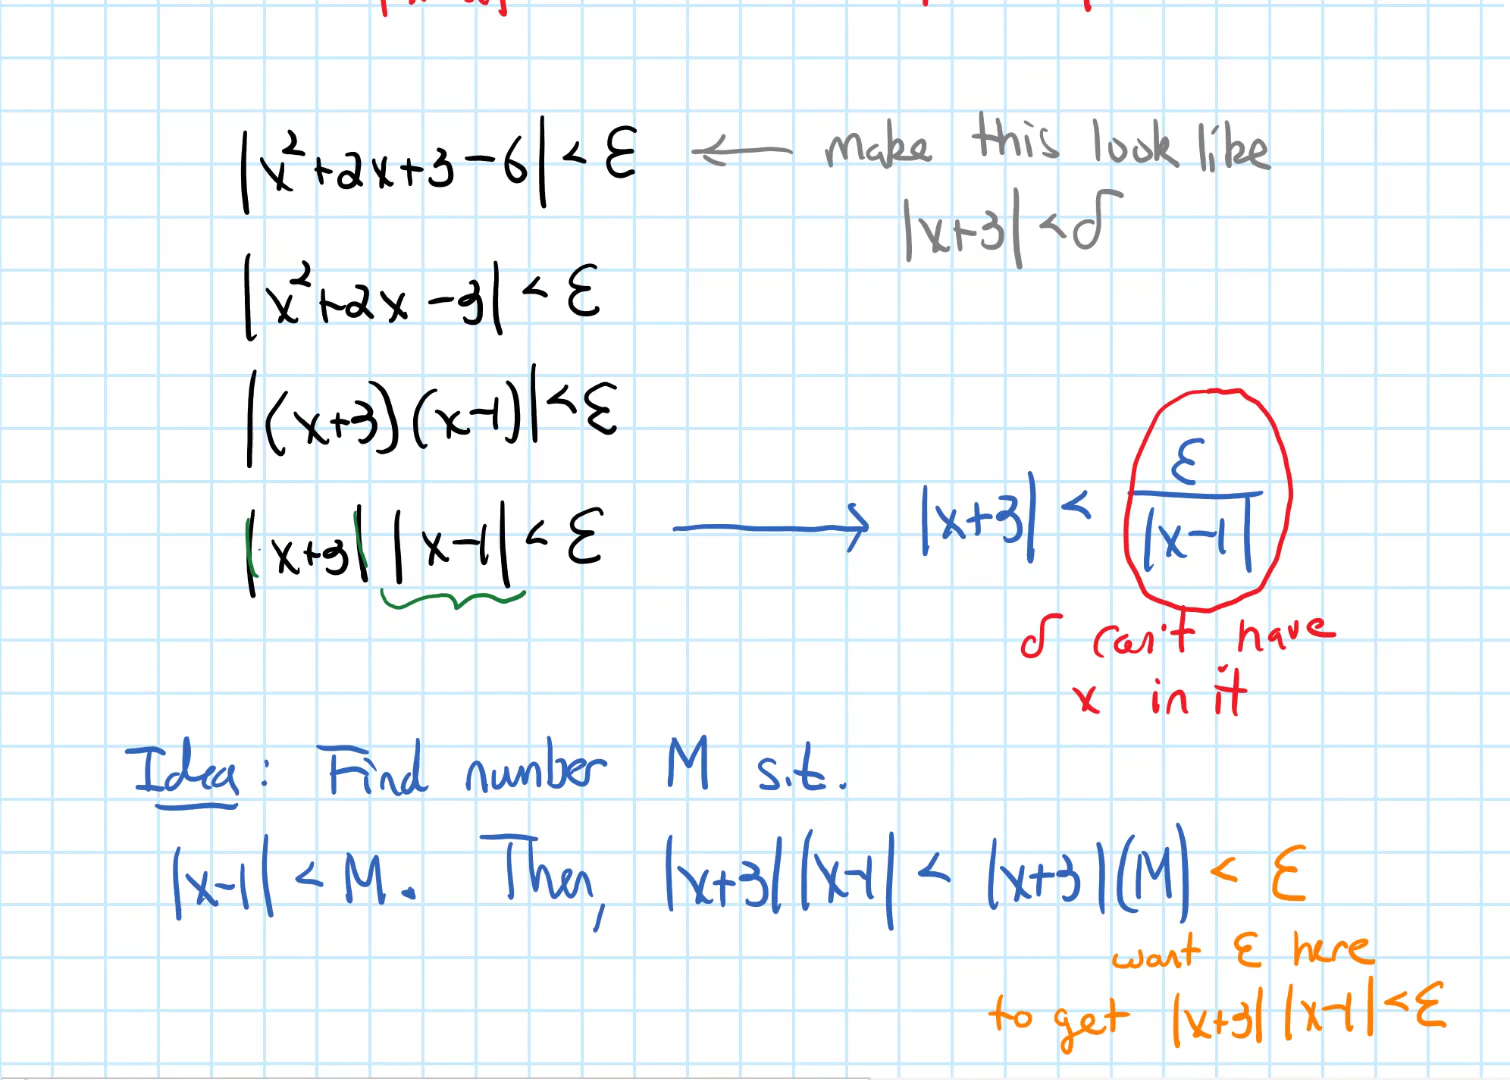 |x²+2x+3-6| < ε ← make this look like
|x+3| < δ
|x²+2x-3| < ε
|(x+3)(x-1)| < ε
|x+3| |x-1| < ε → |x+3| < ε/|x-1|
δ can't have
x in it
Idea: Find number M s.t.
|x-1| < M. Then, |x+3| |x-1| < |x+3|(M) < ε
want ε here
to get |x+3| |x-1| < ε